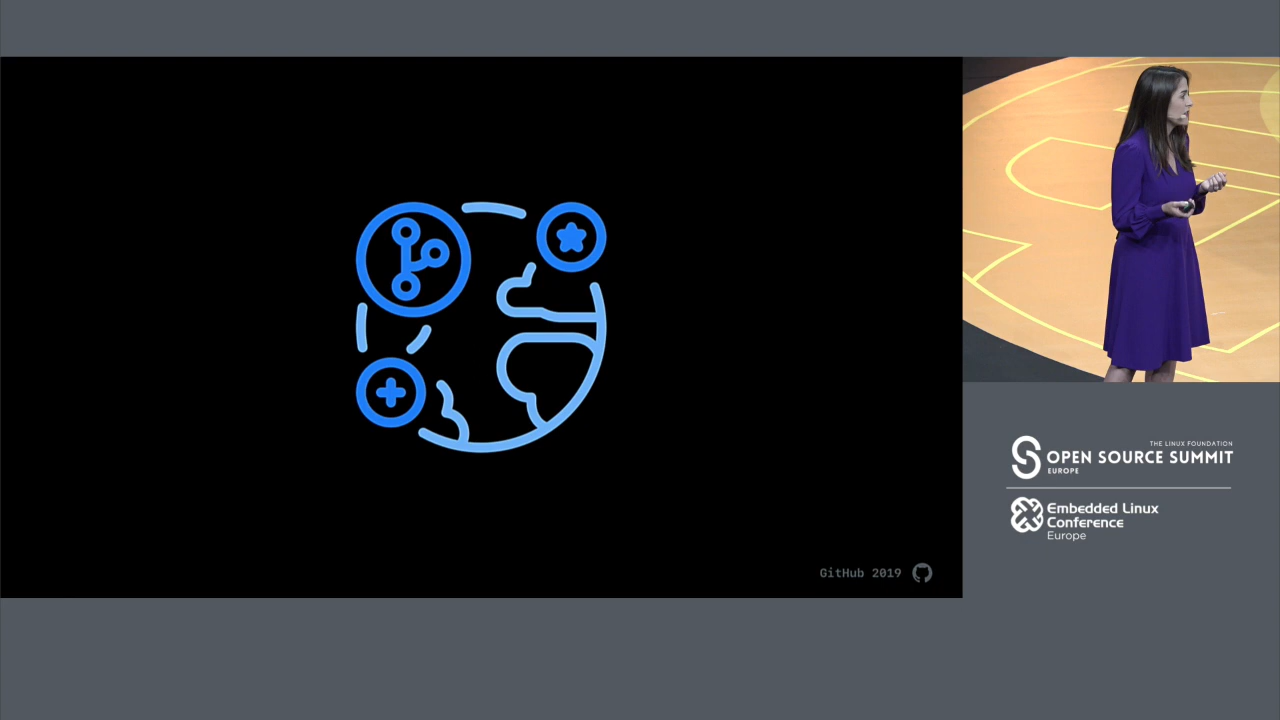 GitHub 2019
THE LINUX FOUNDATION
OPEN SOURCE SUMMIT
EUROPE
Embedded Linux
Conference
Europe